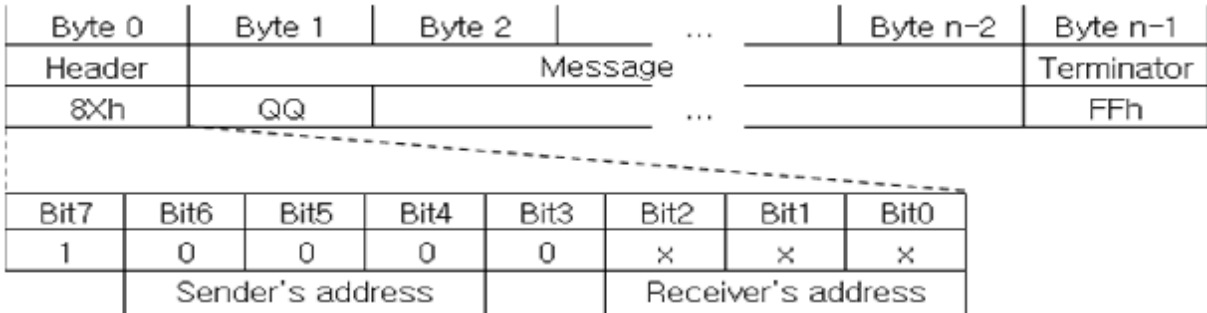 Byte 0 Byte 1 Byte 2 ... Byte n-2 Byte n-1
Header Message Terminator
8Xh QQ ... FFh
Bit7 Bit6 Bit5 Bit4 Bit3 Bit2 Bit1 Bit0
1 0 0 0 0 x x x
Sender's address Receiver's address